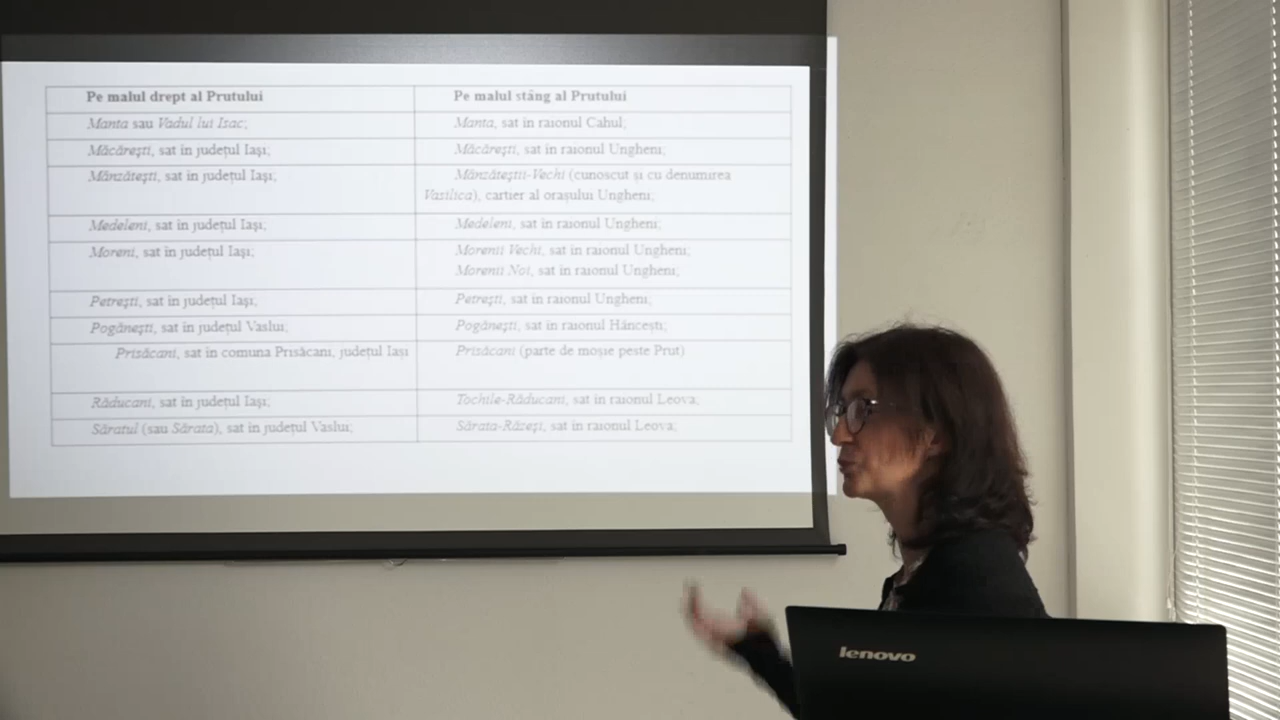 Pe malul drept al Prutului Pe malul stâng al Prutului
Manta sau Vadul lui Isac; Manta, sat în raionul Cahul;
Măcărești, sat în județul Iași; Măcărești, sat în raionul Ungheni;
Mânzătești, sat în județul Iași; Mânzăteștii-Vechi (cunoscut și cu denumirea
Vasilica), cartier al orașului Ungheni;
Medeleni, sat în județul Iași; Medeleni, sat în raionul Ungheni;
Moreni, sat în județul Iași; Morenii Vechi, sat în raionul Ungheni;
Morenii Noi, sat în raionul Ungheni;
Petrești, sat în județul Iași; Petrești, sat în raionul Ungheni;
Pogănești, sat în județul Vaslui; Pogănești, sat în raionul Hâncești;
Prisăcani, sat în comuna Prisăcani, județul Iași Prisăcani (parte de moșie peste Prut)
Răducani, sat în județul Iași; Tochile-Răducani, sat în raionul Leova;
Săratul (sau Sărata), sat în județul Vaslui; Sărata-Răzeși, sat în raionul Leova;
lenovo